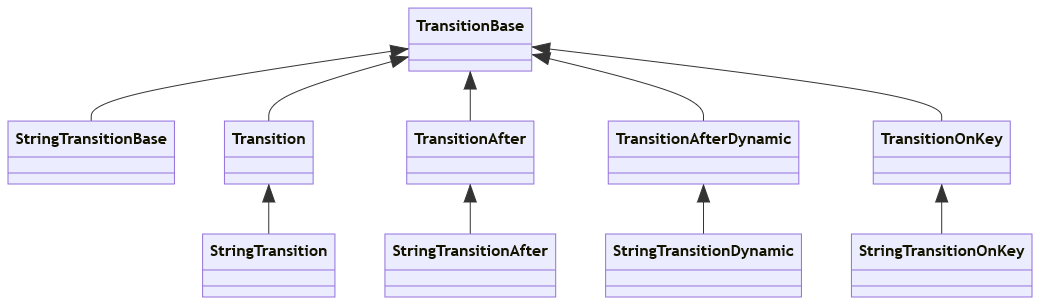 TransitionBase
StringTransitionBase
Transition
TransitionAfter
TransitionAfterDynamic
TransitionOnKey
StringTransition
StringTransitionAfter
StringTransitionDynamic
StringTransitionOnKey